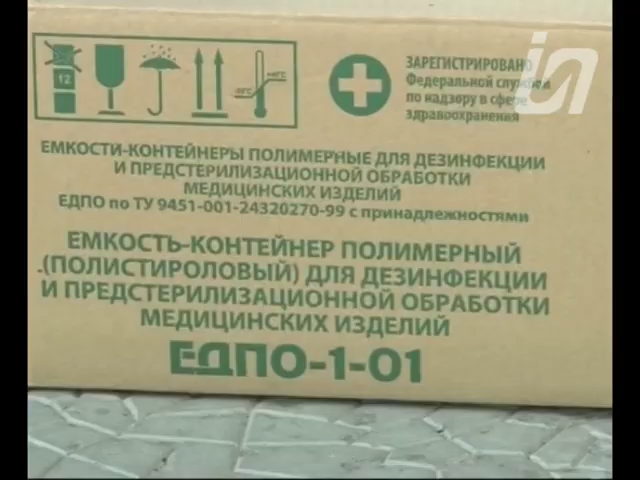 12
ЗАРЕГИСТРИРОВАНО
Федеральной службой
по надзору в сфере
здравоохранения
ЕМКОСТИ-КОНТЕЙНЕРЫ ПОЛИМЕРНЫЕ ДЛЯ ДЕЗИНФЕКЦИИ
И ПРЕДСТЕРИЛИЗАЦИОННОЙ ОБРАБОТКИ
МЕДИЦИНСКИХ ИЗДЕЛИЙ
ЕДПО по ТУ 9451-001-24320270-99 с принадлежностями
ЕМКОСТЬ-КОНТЕЙНЕР ПОЛИМЕРНЫЙ
(ПОЛИСТИРОЛОВЫЙ) ДЛЯ ДЕЗИНФЕКЦИИ
И ПРЕДСТЕРИЛИЗАЦИОННОЙ ОБРАБОТКИ
МЕДИЦИНСКИХ ИЗДЕЛИЙ
ЕДПО-1-01